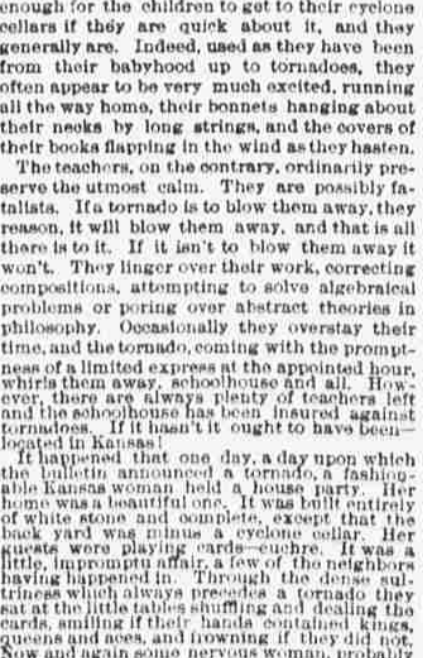 enough for the children to get to their cyclone
cellars if they are quick about it, and they
generally are. Indeed, used as they have been
from their babyhood up to tornadoes, they
often appear to be very much excited, running
all the way home, their bonnets hanging about
their necks by long strings, and the covers of
their books flapping in the wind as they hasten.
The teachers, on the contrary, ordinarily pre-
serve the utmost calm. They are possibly fa-
talists. If a tornado is to blow them away, they
reason, it will blow them away, and that is all
there is to it. If it isn't to blow them away it
won't. They linger over their work, correcting
compositions, attempting to solve algebraical
problems or poring over abstract theories in
philosophy. Occasionally they overstay their
time, and the tornado, coming with the prompt-
ness of a limited express at the appointed hour,
whirls them away, schoolhouse and all. How-
ever, there are always plenty of teachers left
and the schoolhouse has been insured against
tornadoes. If it hasn't it ought to have been—
located in Kansas!
It happened that one day, a day upon which
the bulletin announced a tornado, a fashion-
able Kansas woman held a house party. Her
home was a beautiful one. It was built entirely
of white stone and complete, except that the
back yard was minus a cyclone cellar. Her
guests were playing cards—euchre. It was a
little, impromptu affair, a few of the neighbors
having happened in. Through the dense sul-
triness which always precedes a tornado they
sat at the little tables shuffling and dealing the
cards, smiling if their hands contained kings,
queens and aces, and frowning if they did not.
Now and again some nervous woman, probably